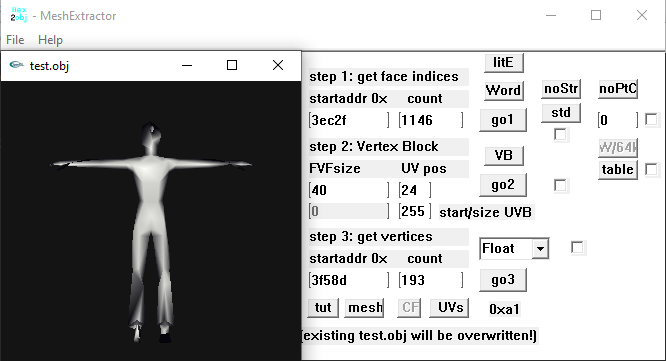 hex
2obj - MeshExtractor
File Help
test.obj
litE
step 1: get face indices
noStr noPtC
startaddr 0x count Word
std
3ec2f 1146 go1 0
step 2: Vertex Block
W/64k
FVFsize UV pos VB
table
40 24 go2
0 255 start/size UVB
step 3: get vertices
Float
startaddr 0x count
3f58d 193 go3
tut mesh CF UVs 0xa1
(existing test.obj will be overwritten!)